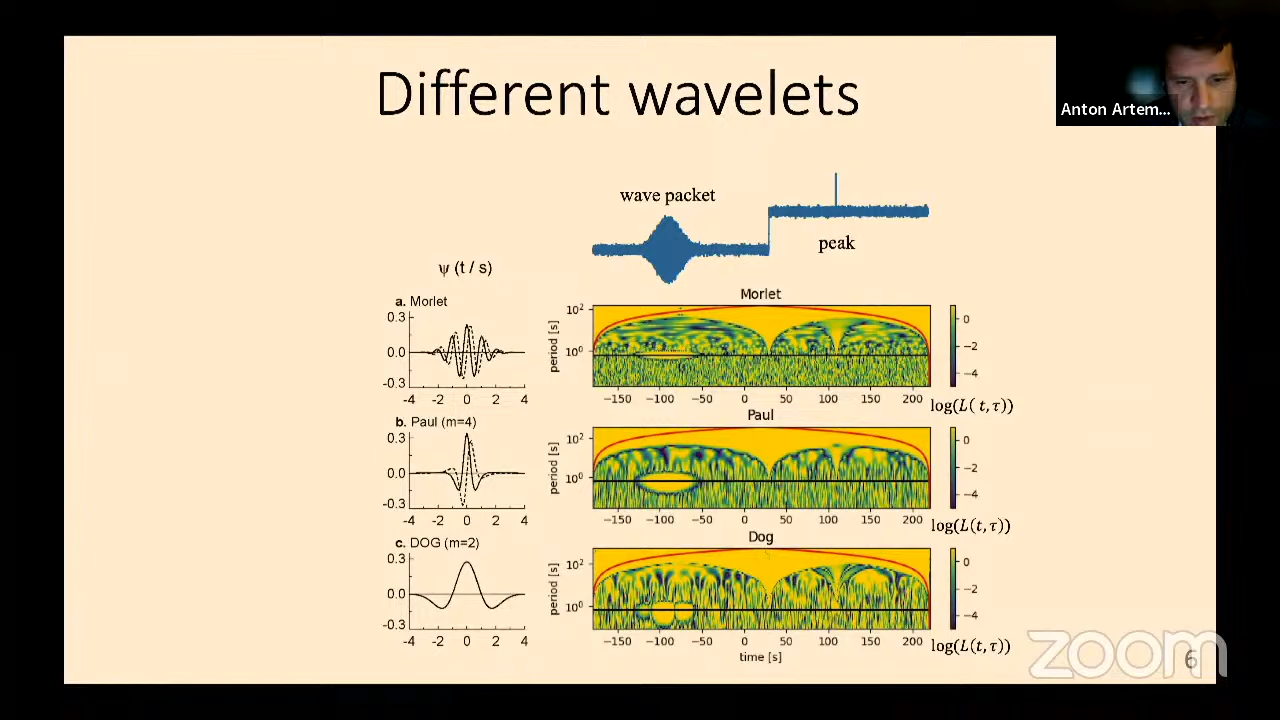 Different wavelets
Anton Artem...
wave packet
peak
ψ (t / s)
a. Morlet
0.3
0.0
-0.3
-4 -2 0 2 4
Morlet
period [s]
10²
10⁰
−150 −100 −50 0 50 100 150 200
0
−2
−4
log(L( t,τ))
b. Paul (m=4)
0.3
0.0
-0.3
-4 -2 0 2 4
Paul
period [s]
10²
10⁰
−150 −100 −50 0 50 100 150 200
0
−2
−4
log(L(t,τ))
c. DOG (m=2)
0.3
0.0
-0.3
-4 -2 0 2 4
Dog
period [s]
10²
10⁰
−150 −100 −50 0 50 100 150 200
time [s]
0
−2
−4
log(L(t,τ))
zoom
6